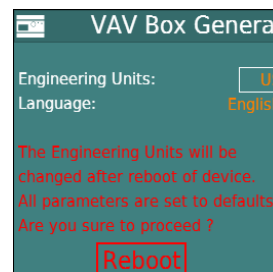 VAV Box Genera
Engineering Units: U
Language: Englis
The Engineering Units will be
changed after reboot of device.
All parameters are set to defaults
Are you sure to proceed ?
Reboot